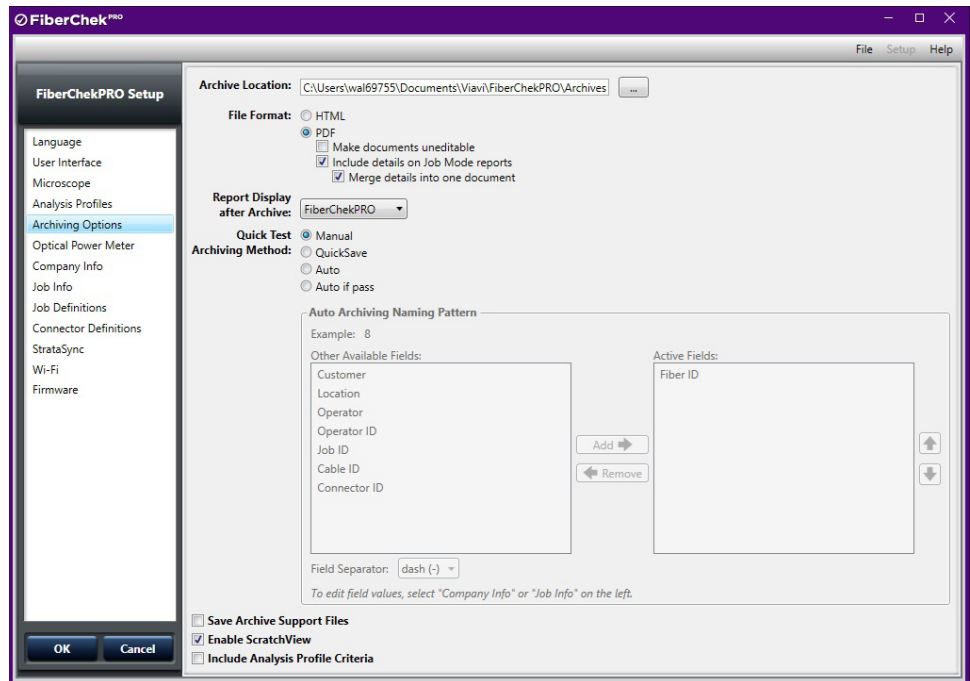 FiberChekPRO
File Setup Help
FiberChekPRO Setup
Language
User Interface
Microscope
Analysis Profiles
Archiving Options
Optical Power Meter
Company Info
Job Info
Job Definitions
Connector Definitions
StrataSync
Wi-Fi
Firmware
OK Cancel
Archive Location: C:\Users\wal69755\Documents\Viavi\FiberChekPRO\Archives ...
File Format: HTML
PDF
Make documents uneditable
Include details on Job Mode reports
Merge details into one document
Report Display
after Archive: FiberChekPRO
Quick Test Manual
Archiving Method: QuickSave
Auto
Auto if pass
Auto Archiving Naming Pattern
Example: 8
Other Available Fields:
Customer
Location
Operator
Operator ID
Job ID
Cable ID
Connector ID
Add
Remove
Active Fields:
Fiber ID
Field Separator: dash (-)
To edit field values, select "Company Info" or "Job Info" on the left.
Save Archive Support Files
Enable ScratchView
Include Analysis Profile Criteria